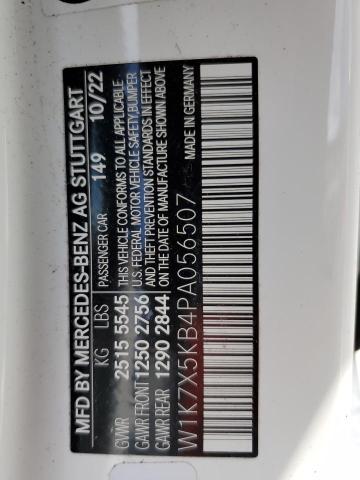 MFD BY MERCEDES-BENZ AG STUTTGART
KG LBS PASSENGER CAR 149 10/22
GVWR 2515 5545 THIS VEHICLE CONFORMS TO ALL APPLICABLE
GAWR FRONT 1250 2756 U.S. FEDERAL MOTOR VEHICLE SAFETY, BUMPER
GAWR REAR 1290 2844 AND THEFT PREVENTION STANDARDS IN EFFECT
ON THE DATE OF MANUFACTURE SHOWN ABOVE
W1K7X5KB4PA056507 MADE IN GERMANY